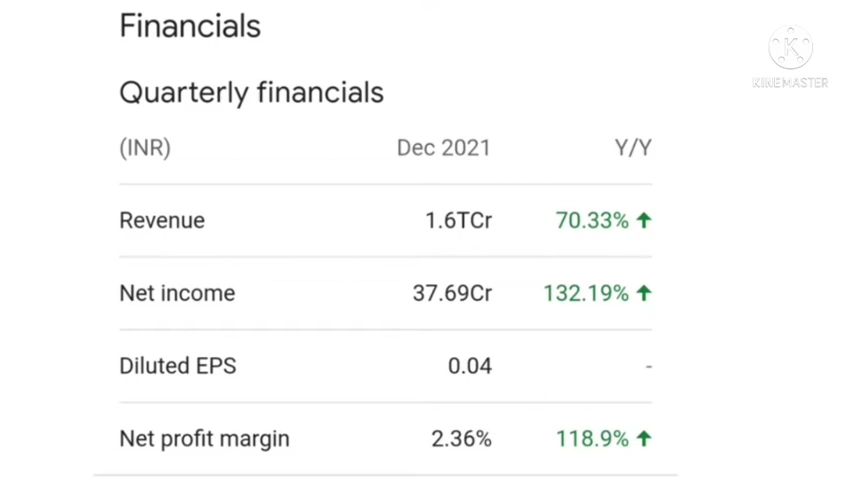 Financials
KINEMASTER
Quarterly financials
(INR) Dec 2021 Y/Y
Revenue 1.6TCr 70.33% ↑
Net income 37.69Cr 132.19% ↑
Diluted EPS 0.04 -
Net profit margin 2.36% 118.9% ↑